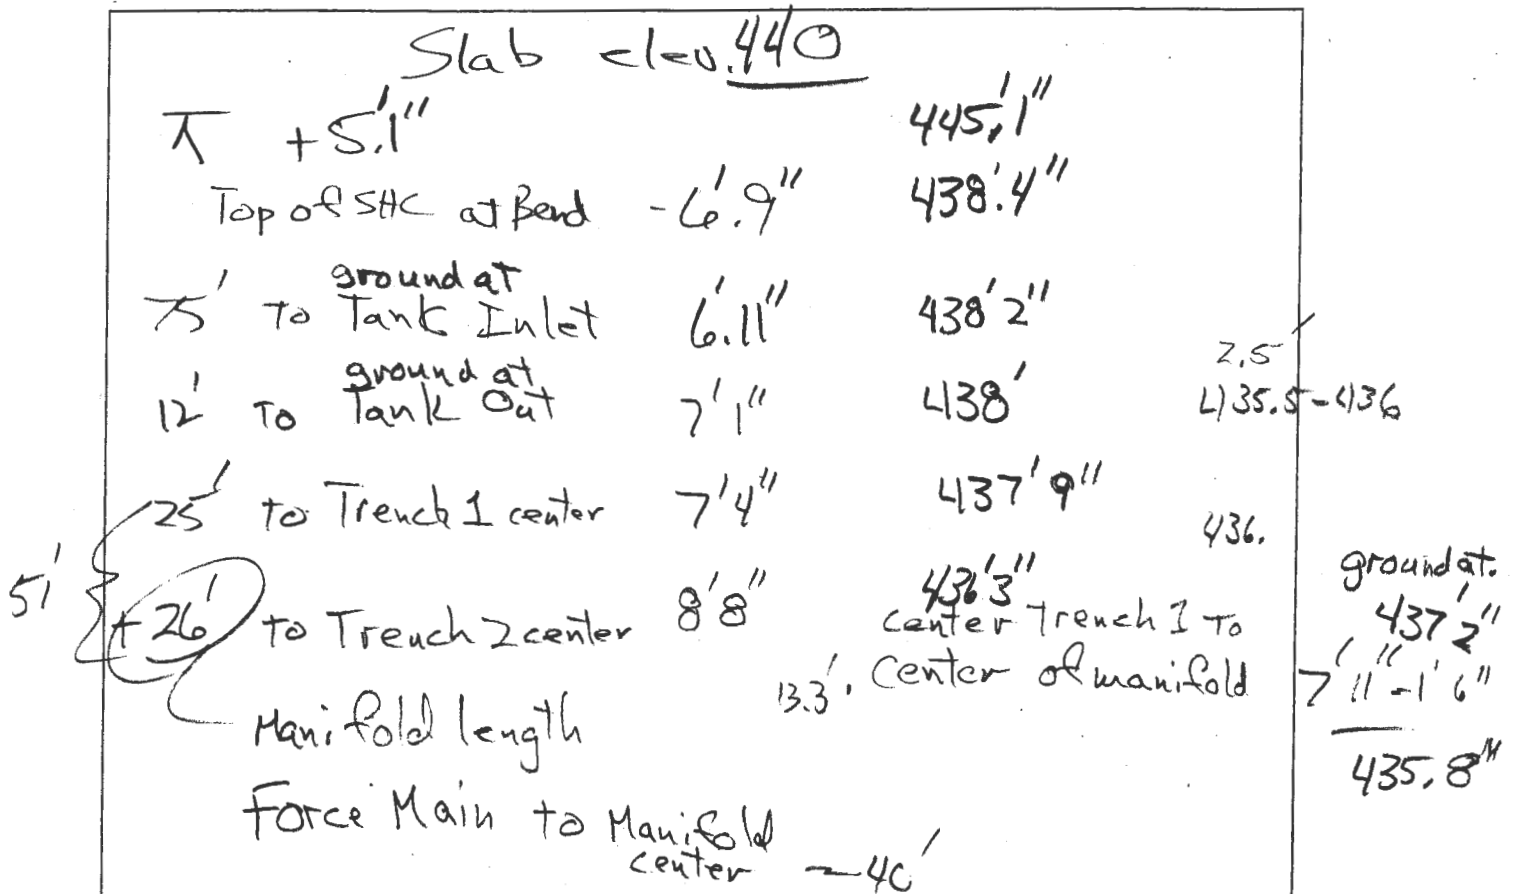 Slab elev. 440
⊼ +5.'1" 445.'1"
Top of SHC at Bend -6'.9" 438'.4"
ground at
5' to Tank Inlet 6'.11" 438'2"
2.5'
ground at
12' To Tank Out 7'1" 438' 435.5-436
25' to Trench 1 center 7'4" 437'9"
436.
51' +26' to Trench 2 center 8'8" 436'3"
ground at.
437'2"
center Trench 1 To
13.3'. center of manifold 7'11"-1'6"
435.8"
Manifold length
Force Main to Manifold
center ~40'